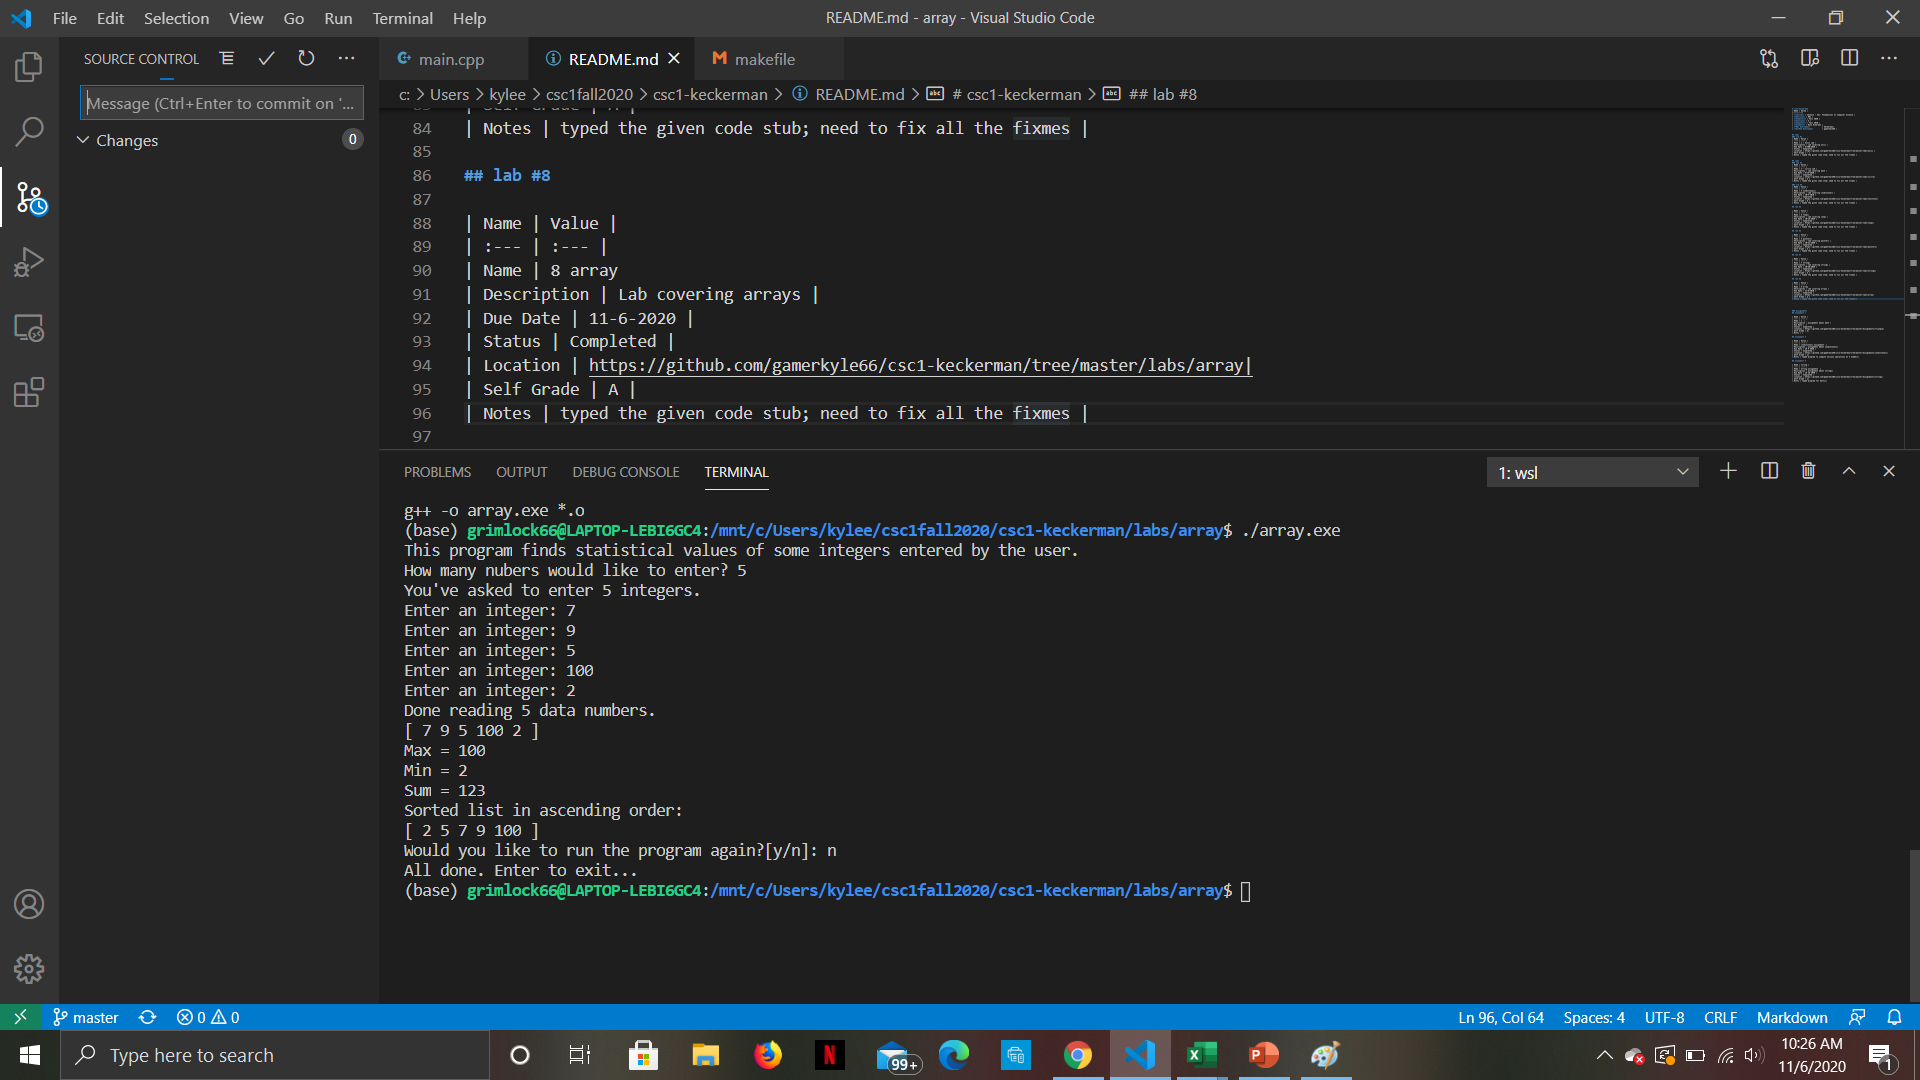 File Edit Selection View Go Run Terminal Help
README.md - array - Visual Studio Code
SOURCE CONTROL
main.cpp
README.md
makefile
Message (Ctrl+Enter to commit on '...
Changes
0
c: > Users > kylee > csc1fall2020 > csc1-keckerman > README.md > # csc1-keckerman > ## lab #8
84 | Notes | typed the given code stub; need to fix all the fixmes |
85
86 ## lab #8
87
88 | Name | Value |
89 | :--- | :--- |
90 | Name | 8 array
91 | Description | Lab covering arrays |
92 | Due Date | 11-6-2020 |
93 | Status | Completed |
94 | Location | https://github.com/gamerkyle66/csc1-keckerman/tree/master/labs/array|
95 | Self Grade | A |
96 | Notes | typed the given code stub; need to fix all the fixmes |
97
PROBLEMS OUTPUT DEBUG CONSOLE TERMINAL
1: wsl
g++ -o array.exe *.o
(base) grimlock66@LAPTOP-LEBI6GC4:/mnt/c/Users/kylee/csc1fall2020/csc1-keckerman/labs/array$ ./array.exe
This program finds statistical values of some integers entered by the user.
How many nubers would like to enter? 5
You've asked to enter 5 integers.
Enter an integer: 7
Enter an integer: 9
Enter an integer: 5
Enter an integer: 100
Enter an integer: 2
Done reading 5 data numbers.
[ 7 9 5 100 2 ]
Max = 100
Min = 2
Sum = 123
Sorted list in ascending order:
[ 2 5 7 9 100 ]
Would you like to run the program again?[y/n]: n
All done. Enter to exit...
(base) grimlock66@LAPTOP-LEBI6GC4:/mnt/c/Users/kylee/csc1fall2020/csc1-keckerman/labs/array$
master
0 0
Ln 96, Col 64 Spaces: 4 UTF-8 CRLF Markdown
Type here to search
99+
10:26 AM
11/6/2020
1